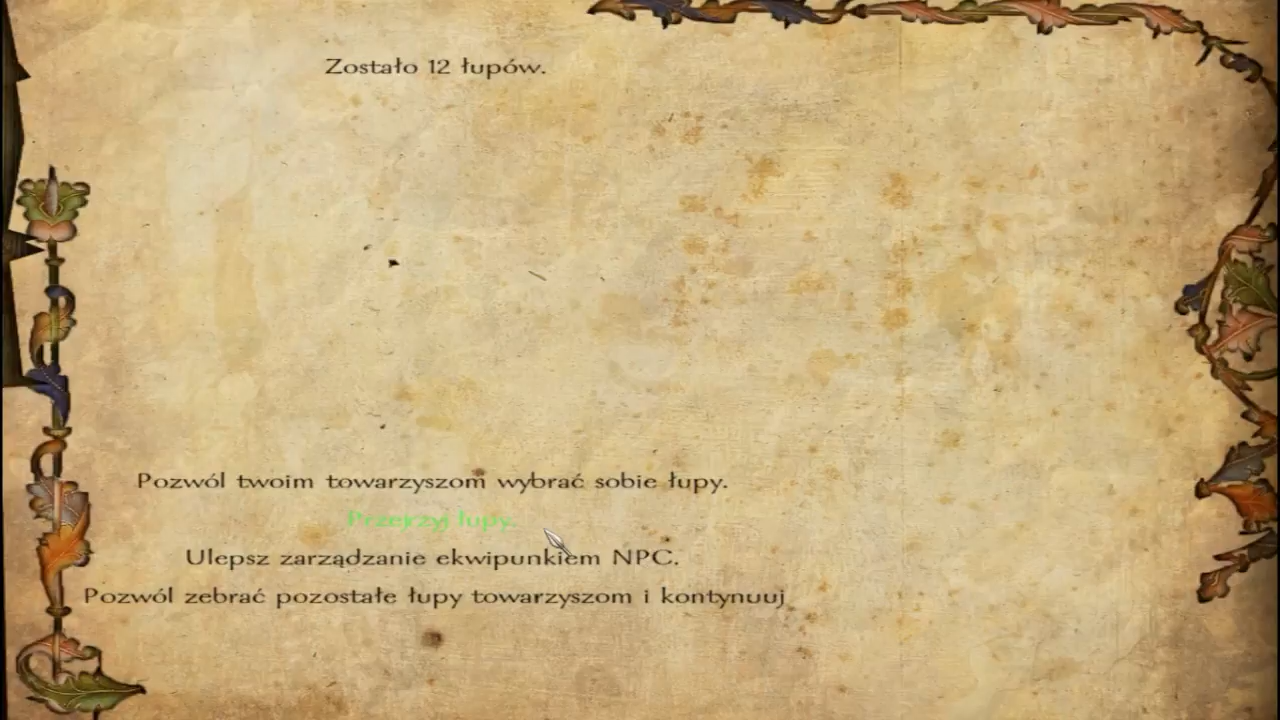 Zostało 12 łupów.
Pozwól twoim towarzyszom wybrać sobie łupy.
Przejrzyj łupy.
Ulepsz zarządzanie ekwipunkiem NPC.
Pozwól zebrać pozostałe łupy towarzyszom i kontynuuj